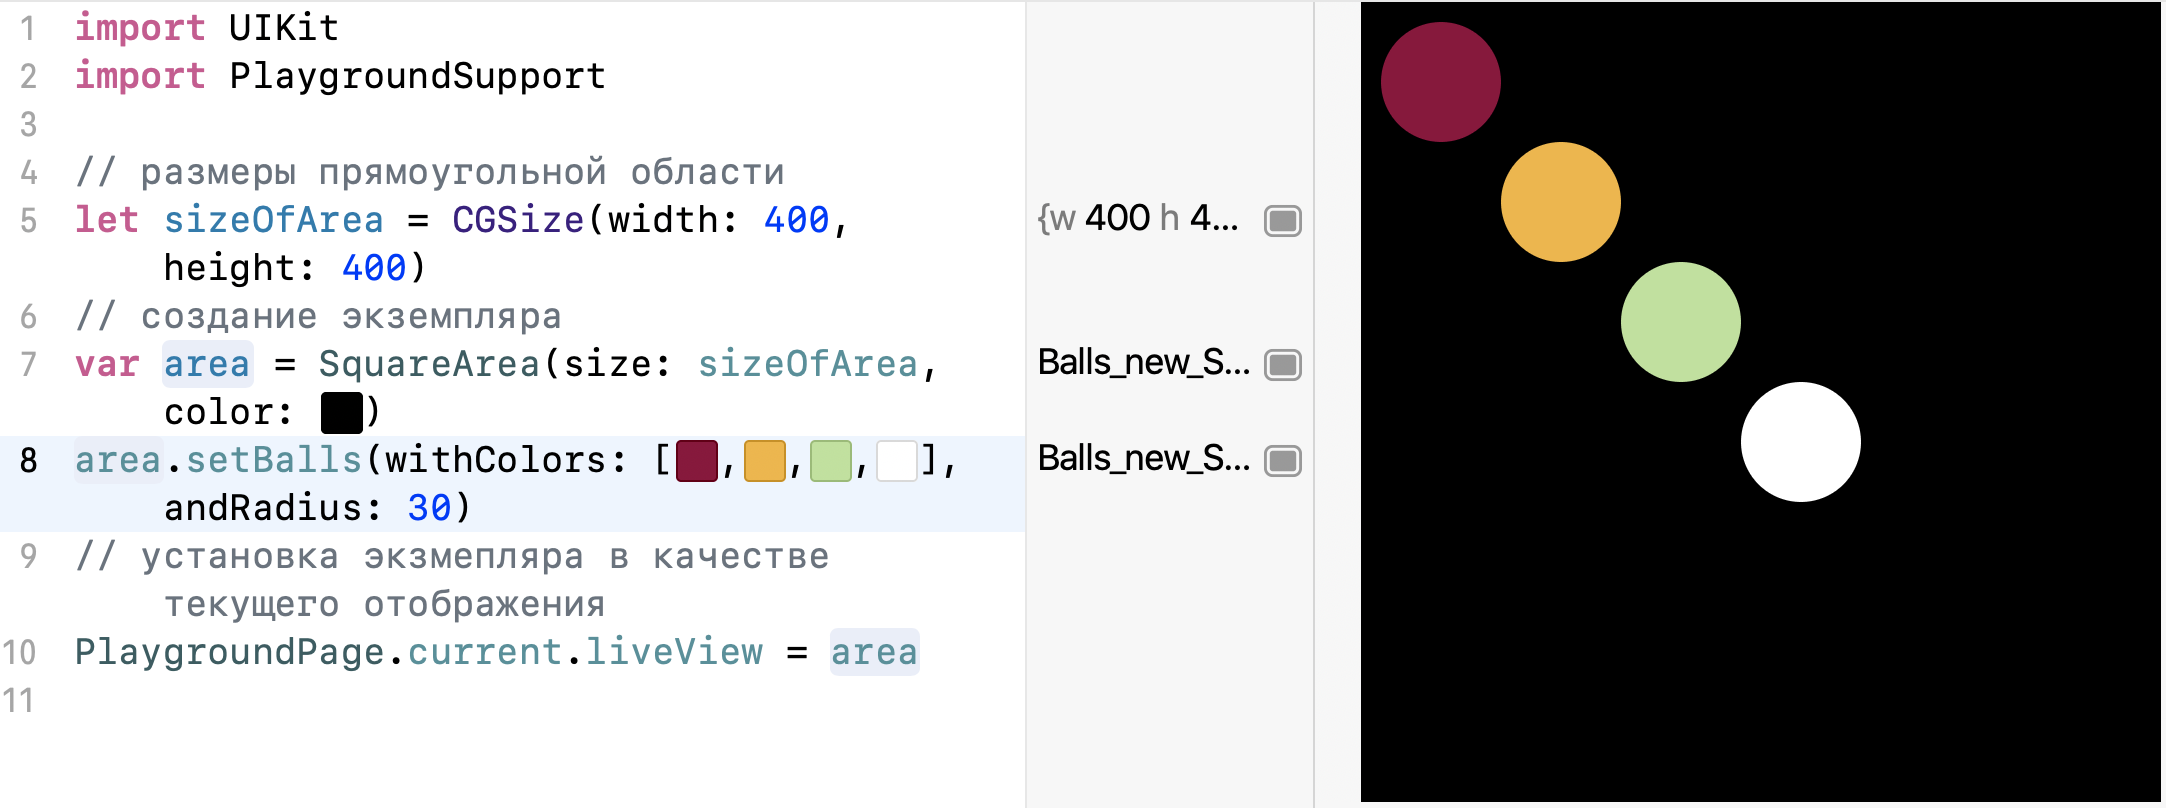 1 import UIKit
2 import PlaygroundSupport
3
4 // размеры прямоугольной области
5 let sizeOfArea = CGSize(width: 400,
height: 400)
{w 400 h 4...
6 // создание экземпляра
7 var area = SquareArea(size: sizeOfArea,
color: )
Balls_new_S...
8 area.setBalls(withColors: [ , , , ],
andRadius: 30)
Balls_new_S...
9 // установка экзмепляра в качестве
текущего отображения
10 PlaygroundPage.current.liveView = area
11